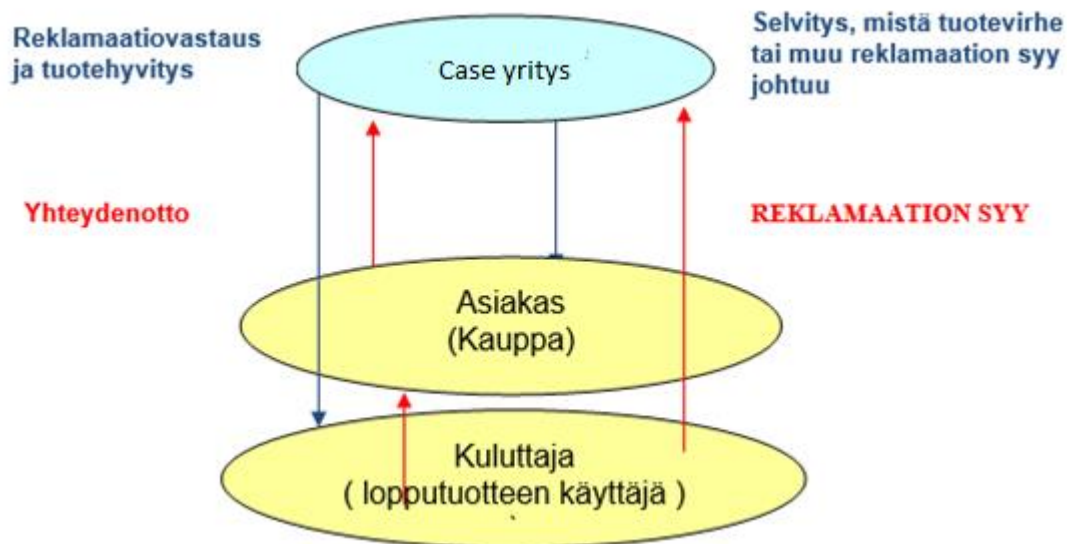 Reklamaatiovastaus
ja tuotehyvitys
Case yritys
Selvitys, mistä tuotevirhe
tai muu reklamaation syy
johtuu
Yhteydenotto
REKLAMAATION SYY
Asiakas
(Kauppa)
Kuluttaja
( lopputuotteen käyttäjä )